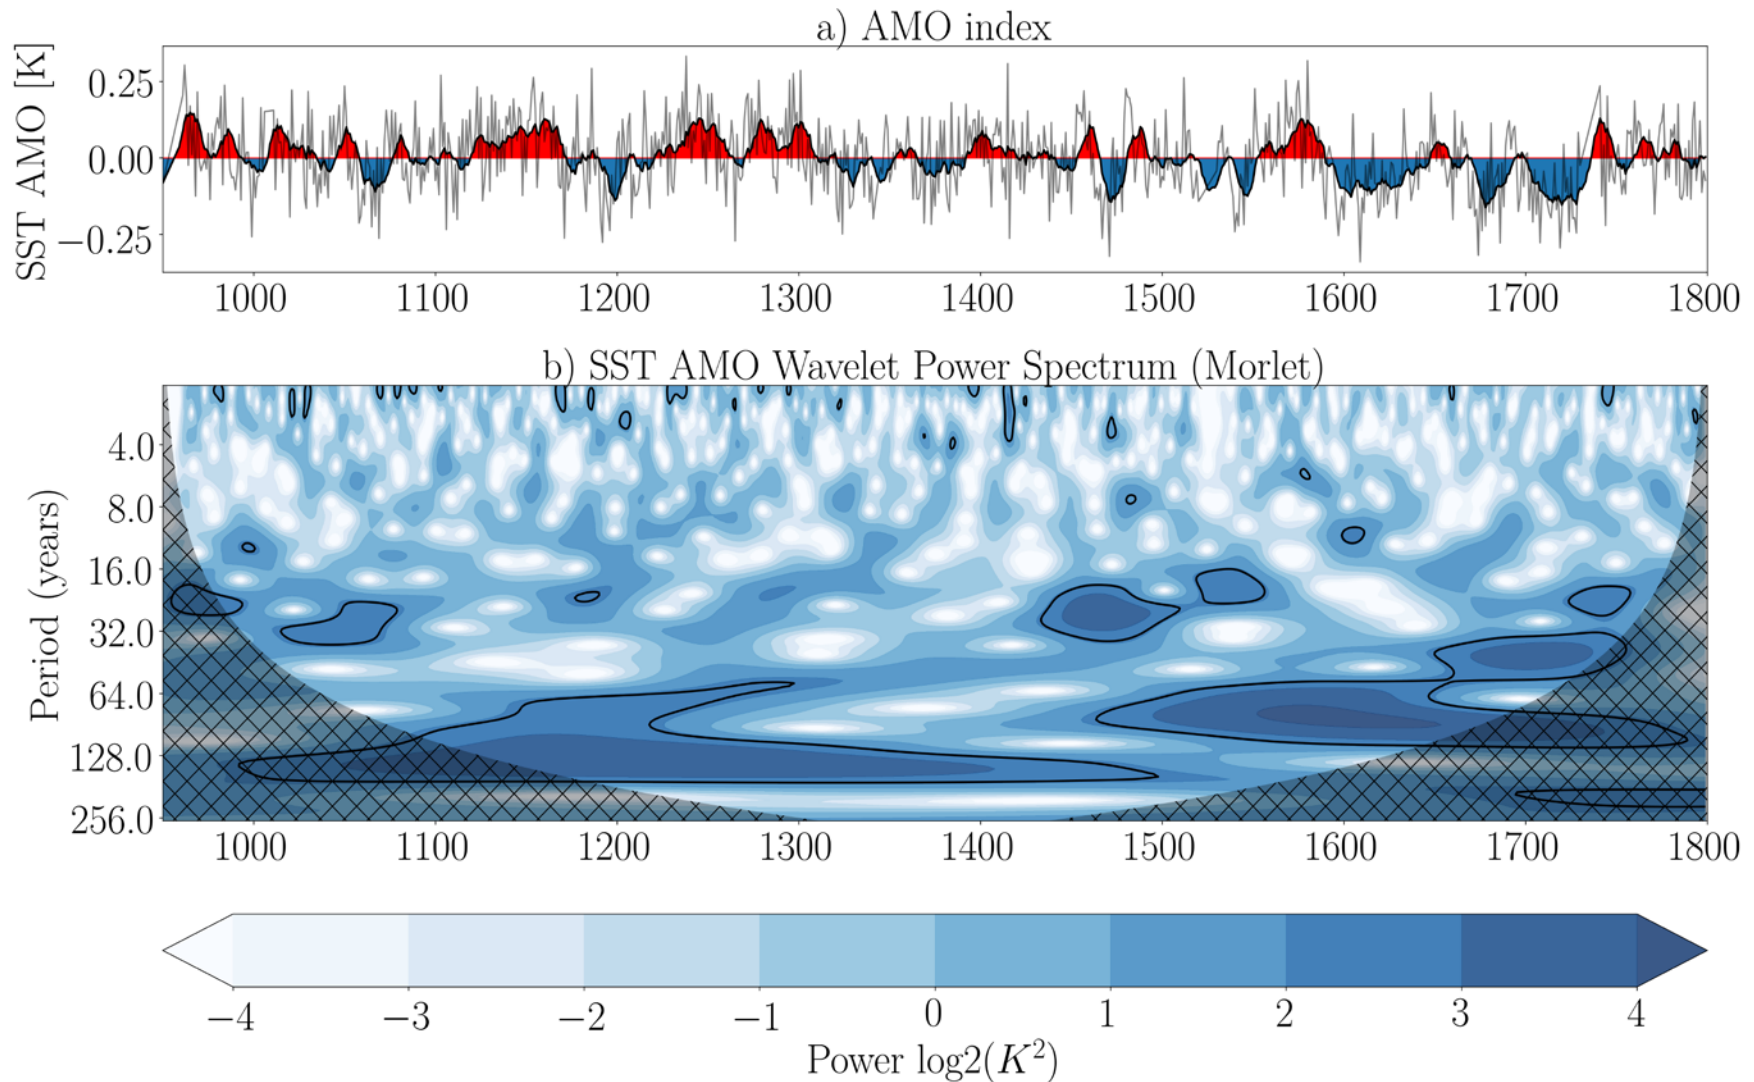 a) AMO index
SST AMO [K]
0.25
0.00
−0.25
1000 1100 1200 1300 1400 1500 1600 1700 1800
b) SST AMO Wavelet Power Spectrum (Morlet)
Period (years)
4.0
8.0
16.0
32.0
64.0
128.0
256.0
1000 1100 1200 1300 1400 1500 1600 1700 1800
−4 −3 −2 −1 0 1 2 3 4
Power log2(K²)